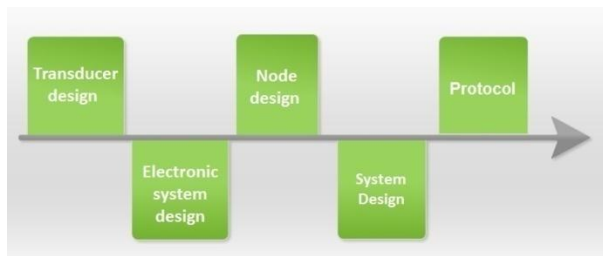 Transducer
design
Electronic
system
design
Node
design
System
Design
Protocol